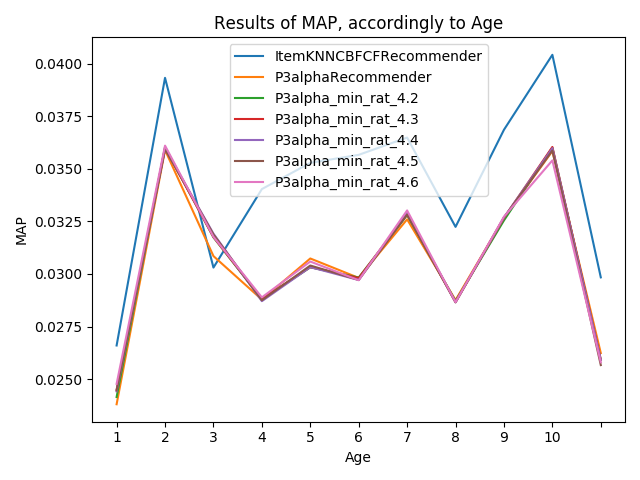 Results of MAP, accordingly to Age
ItemKNNCBFCFRecommender
P3alphaRecommender
P3alpha_min_rat_4.2
P3alpha_min_rat_4.3
P3alpha_min_rat_4.4
P3alpha_min_rat_4.5
P3alpha_min_rat_4.6
MAP
0.0400
0.0375
0.0350
0.0325
0.0300
0.0275
0.0250
1 2 3 4 5 6 7 8 9 10
Age